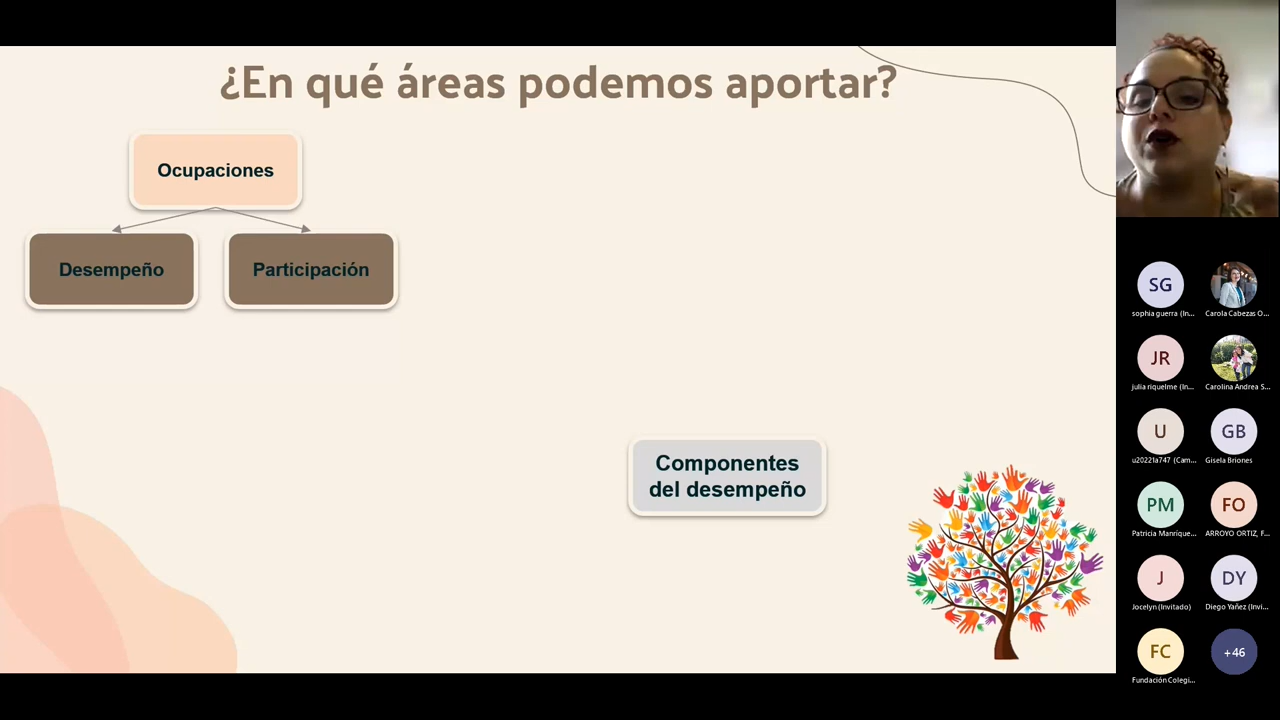 ¿En qué áreas podemos aportar?
Ocupaciones
Desempeño
Participación
Componentes
del desempeño
SG
sophia guerra (In...
Carola Cabezas O...
JR
julia riquelme (In...
Carolina Andrea S...
U
u20221a747 (Cam...
GB
Gisela Briones
PM
Patricia Manríque...
FO
ARROYO ORTIZ, F...
J
Jocelyn (Invitado)
DY
Diego Yañez (Invi...
FC
Fundación Colegi...
+46